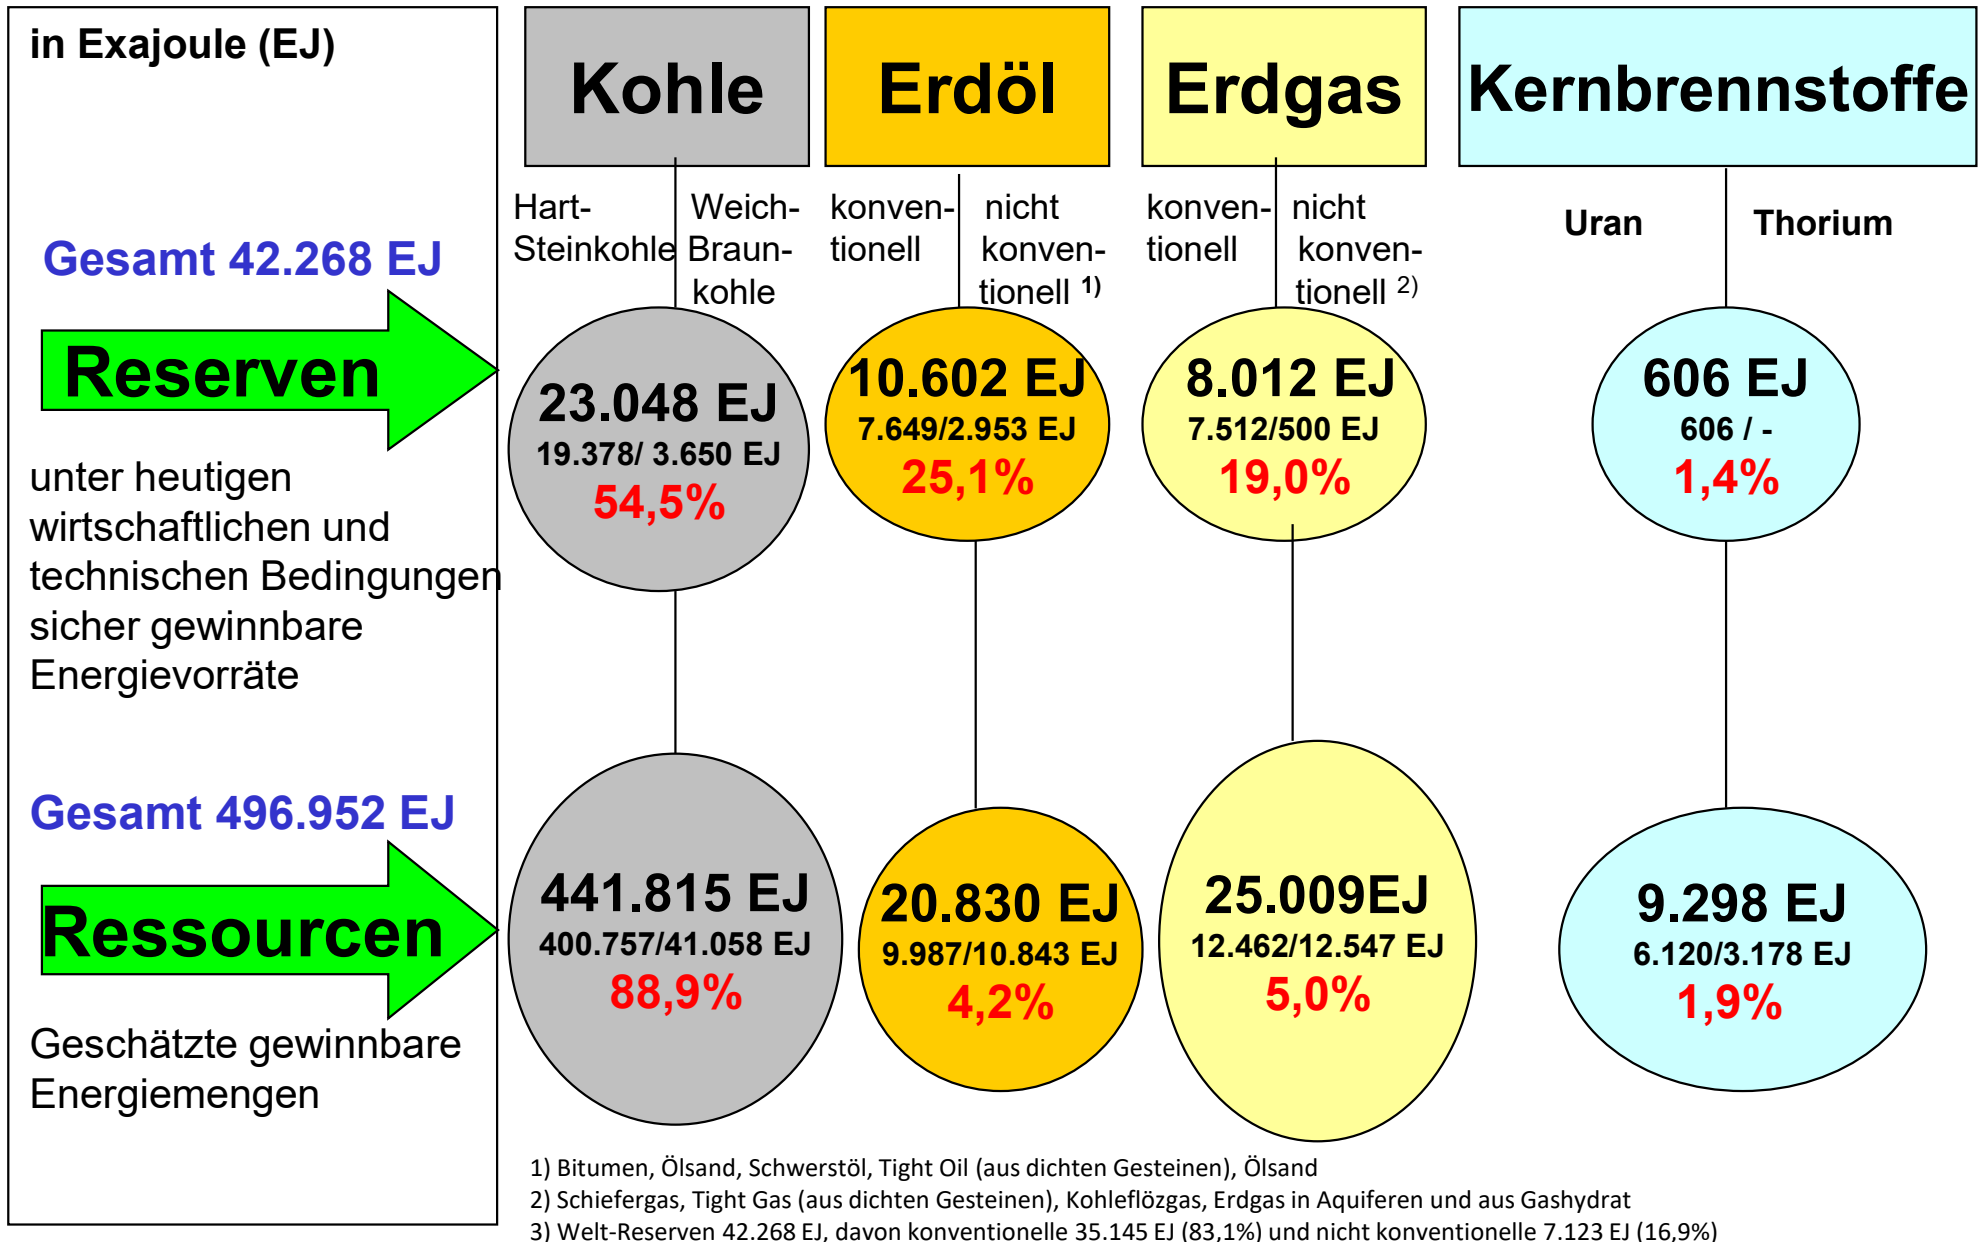 in Exajoule (EJ)
Kohle
Erdöl
Erdgas
Kernbrennstoffe
Hart-
Steinkohle
Weich-
Braun-
kohle
konven-
tionell
nicht
konven-
tionell 1)
konven-
tionell
nicht
konven-
tionell 2)
Uran
Thorium
Gesamt 42.268 EJ
Reserven
unter heutigen
wirtschaftlichen und
technischen Bedingungen
sicher gewinnbare
Energievorräte
23.048 EJ
19.378/ 3.650 EJ
54,5%
10.602 EJ
7.649/2.953 EJ
25,1%
8.012 EJ
7.512/500 EJ
19,0%
606 EJ
606 / -
1,4%
Gesamt 496.952 EJ
Ressourcen
Geschätzte gewinnbare
Energiemengen
441.815 EJ
400.757/41.058 EJ
88,9%
20.830 EJ
9.987/10.843 EJ
4,2%
25.009EJ
12.462/12.547 EJ
5,0%
9.298 EJ
6.120/3.178 EJ
1,9%
1) Bitumen, Ölsand, Schwerstöl, Tight Oil (aus dichten Gesteinen), Ölsand
2) Schiefergas, Tight Gas (aus dichten Gesteinen), Kohleflözgas, Erdgas in Aquiferen und aus Gashydrat
3) Welt-Reserven 42.268 EJ, davon konventionelle 35.145 EJ (83,1%) und nicht konventionelle 7.123 EJ (16,9%)